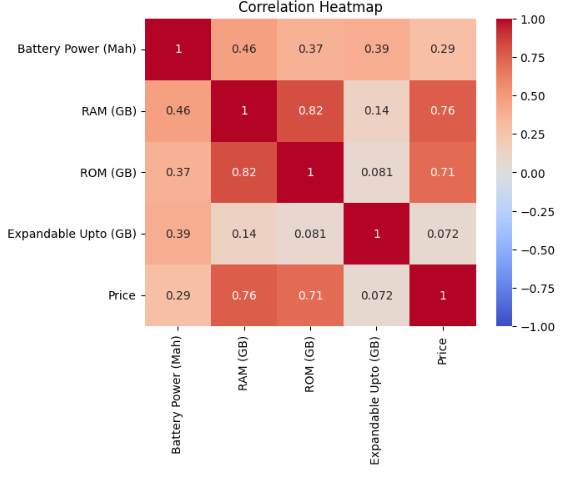 Correlation Heatmap
Battery Power (Mah) 1 0.46 0.37 0.39 0.29
RAM (GB) 0.46 1 0.82 0.14 0.76
ROM (GB) 0.37 0.82 1 0.081 0.71
Expandable Upto (GB) 0.39 0.14 0.081 1 0.072
Price 0.29 0.76 0.71 0.072 1
Battery Power (Mah)
RAM (GB)
ROM (GB)
Expandable Upto (GB)
Price
1.00
0.75
0.50
0.25
0.00
−0.25
−0.50
−0.75
−1.00